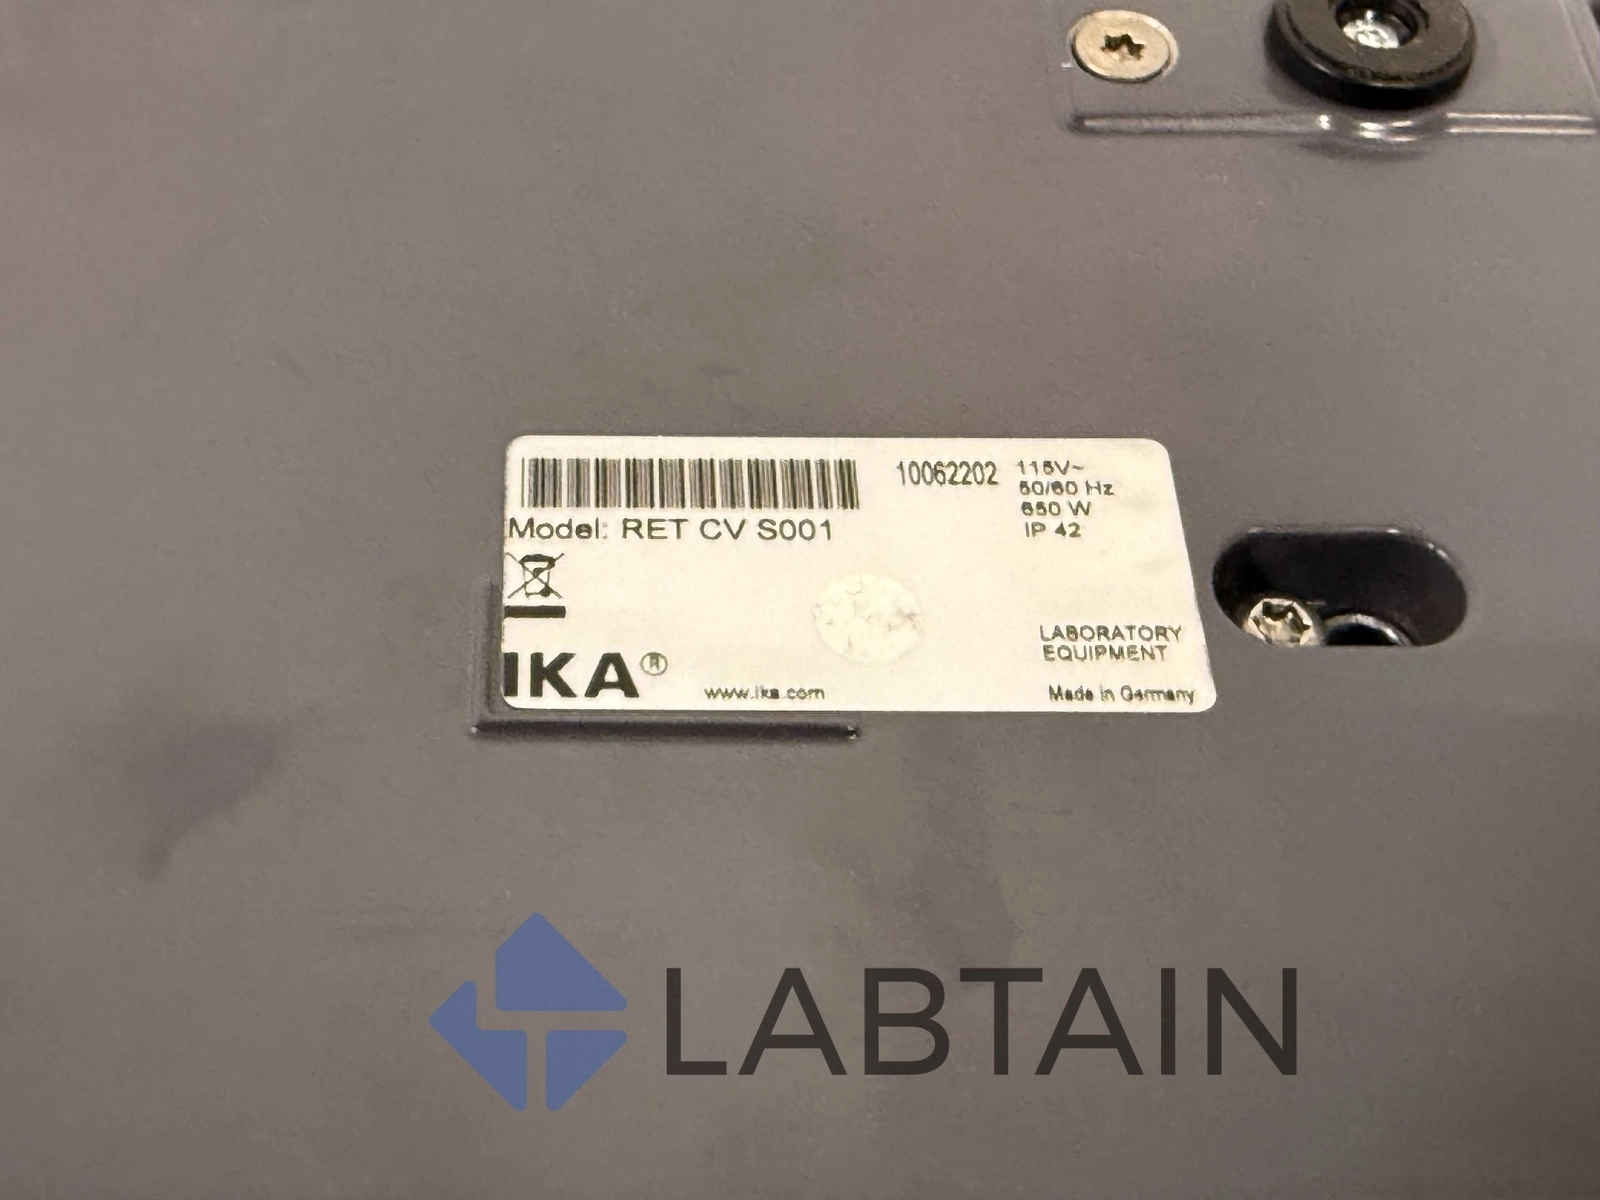 10062202
115V~
50/60 Hz
650 W
IP 42
Model: RET CV S001
IKA®
www.ika.com
LABORATORY
EQUIPMENT
Made in Germany
LABTAIN